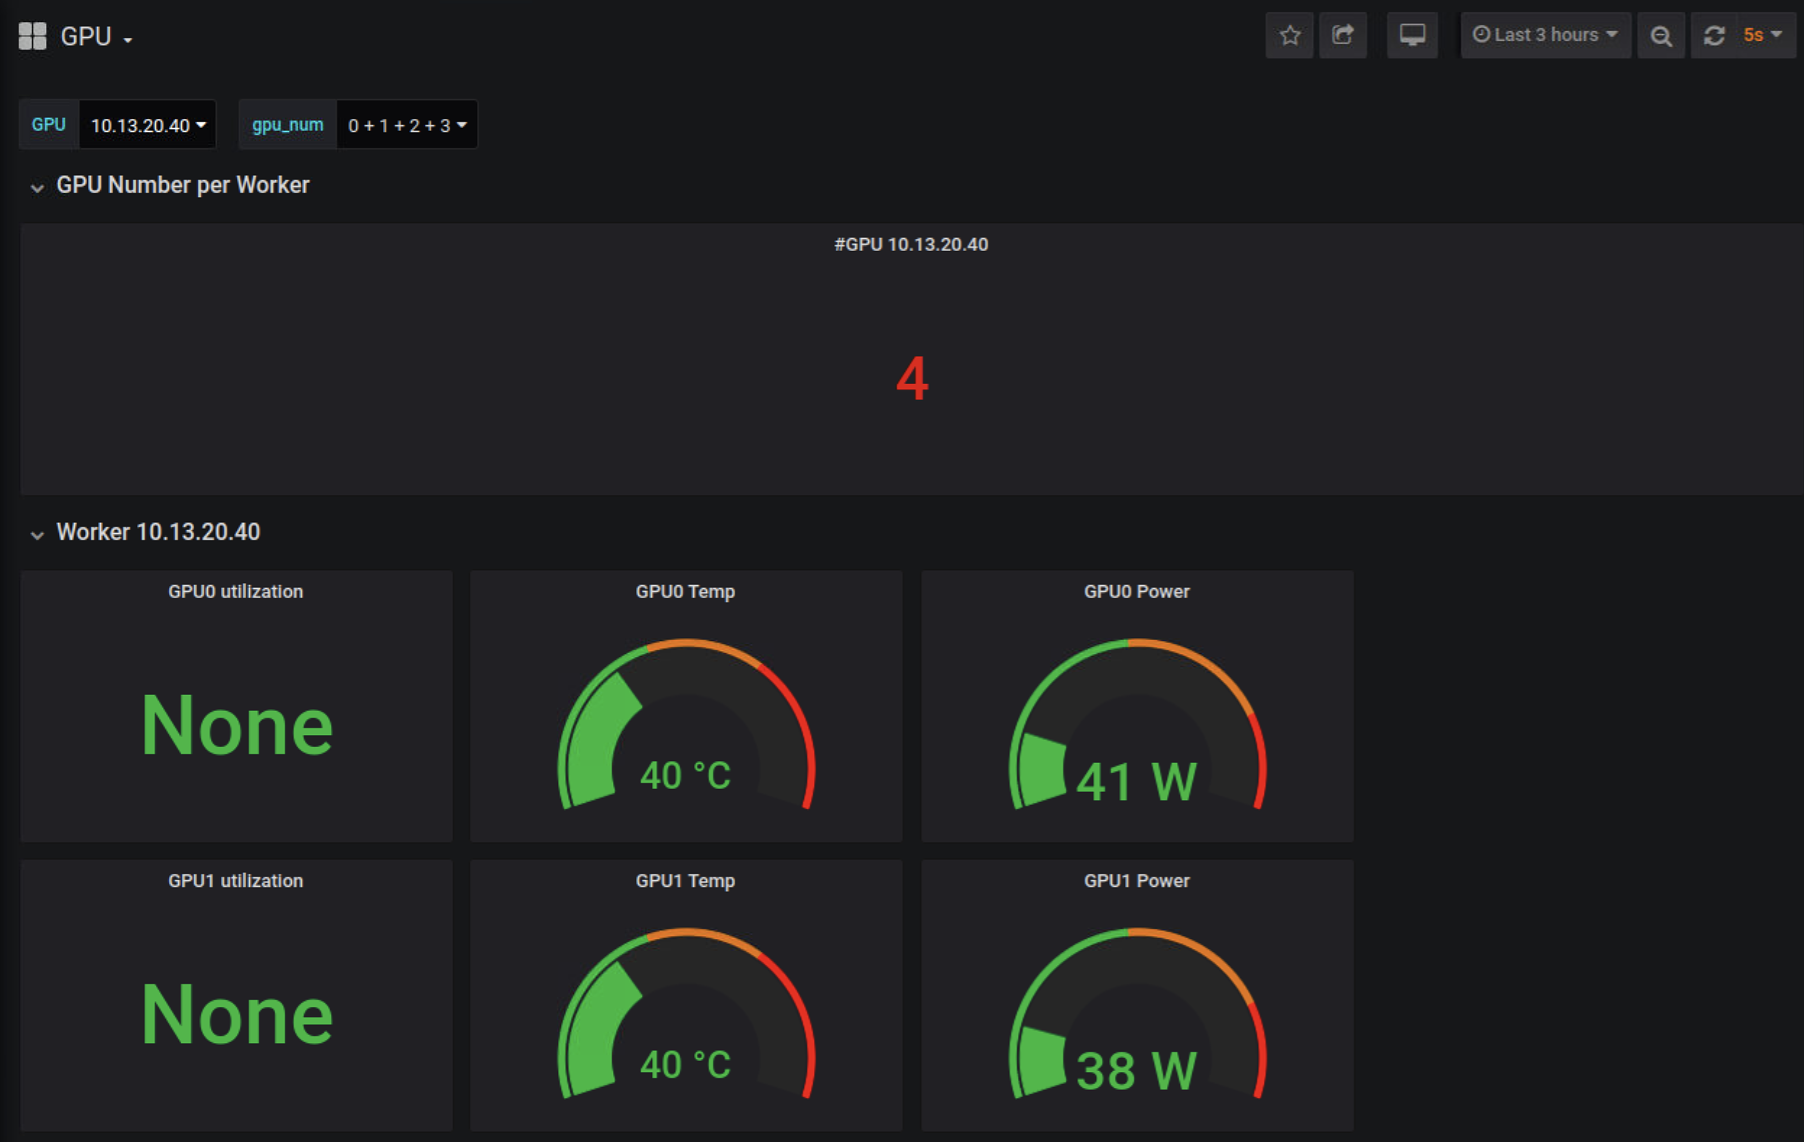 GPU
Last 3 hours 5s
GPU 10.13.20.40 gpu_num 0 + 1 + 2 + 3
GPU Number per Worker
#GPU 10.13.20.40
4
Worker 10.13.20.40
GPU0 utilization GPU0 Temp GPU0 Power
None 40 °C 41 W
GPU1 utilization GPU1 Temp GPU1 Power
None 40 °C 38 W